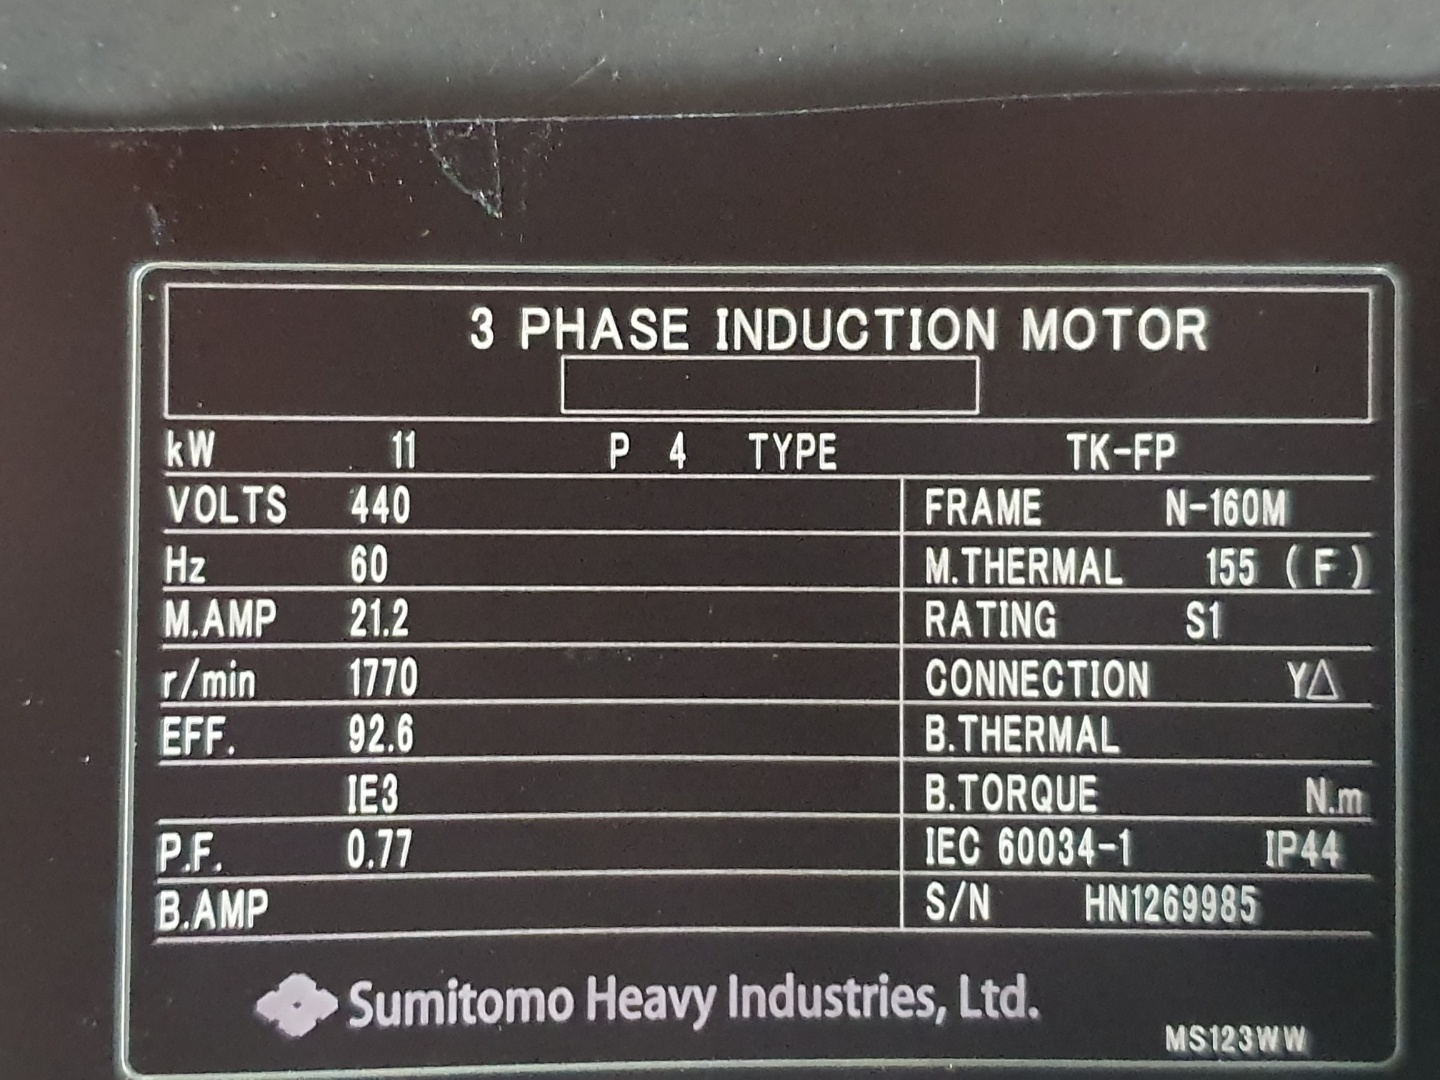 3 PHASE INDUCTION MOTOR
kW 11 P 4 TYPE TK-FP
VOLTS 440 FRAME N-160M
Hz 60 M.THERMAL 155 (F)
M.AMP 21.2 RATING S1
r/min 1770 CONNECTION Y△
EFF. 92.6 B.THERMAL
IE3 B.TORQUE N.m
P.F. 0.77 IEC 60034-1 IP44
B.AMP S/N HN1269985
Sumitomo Heavy Industries, Ltd.
MS123WW